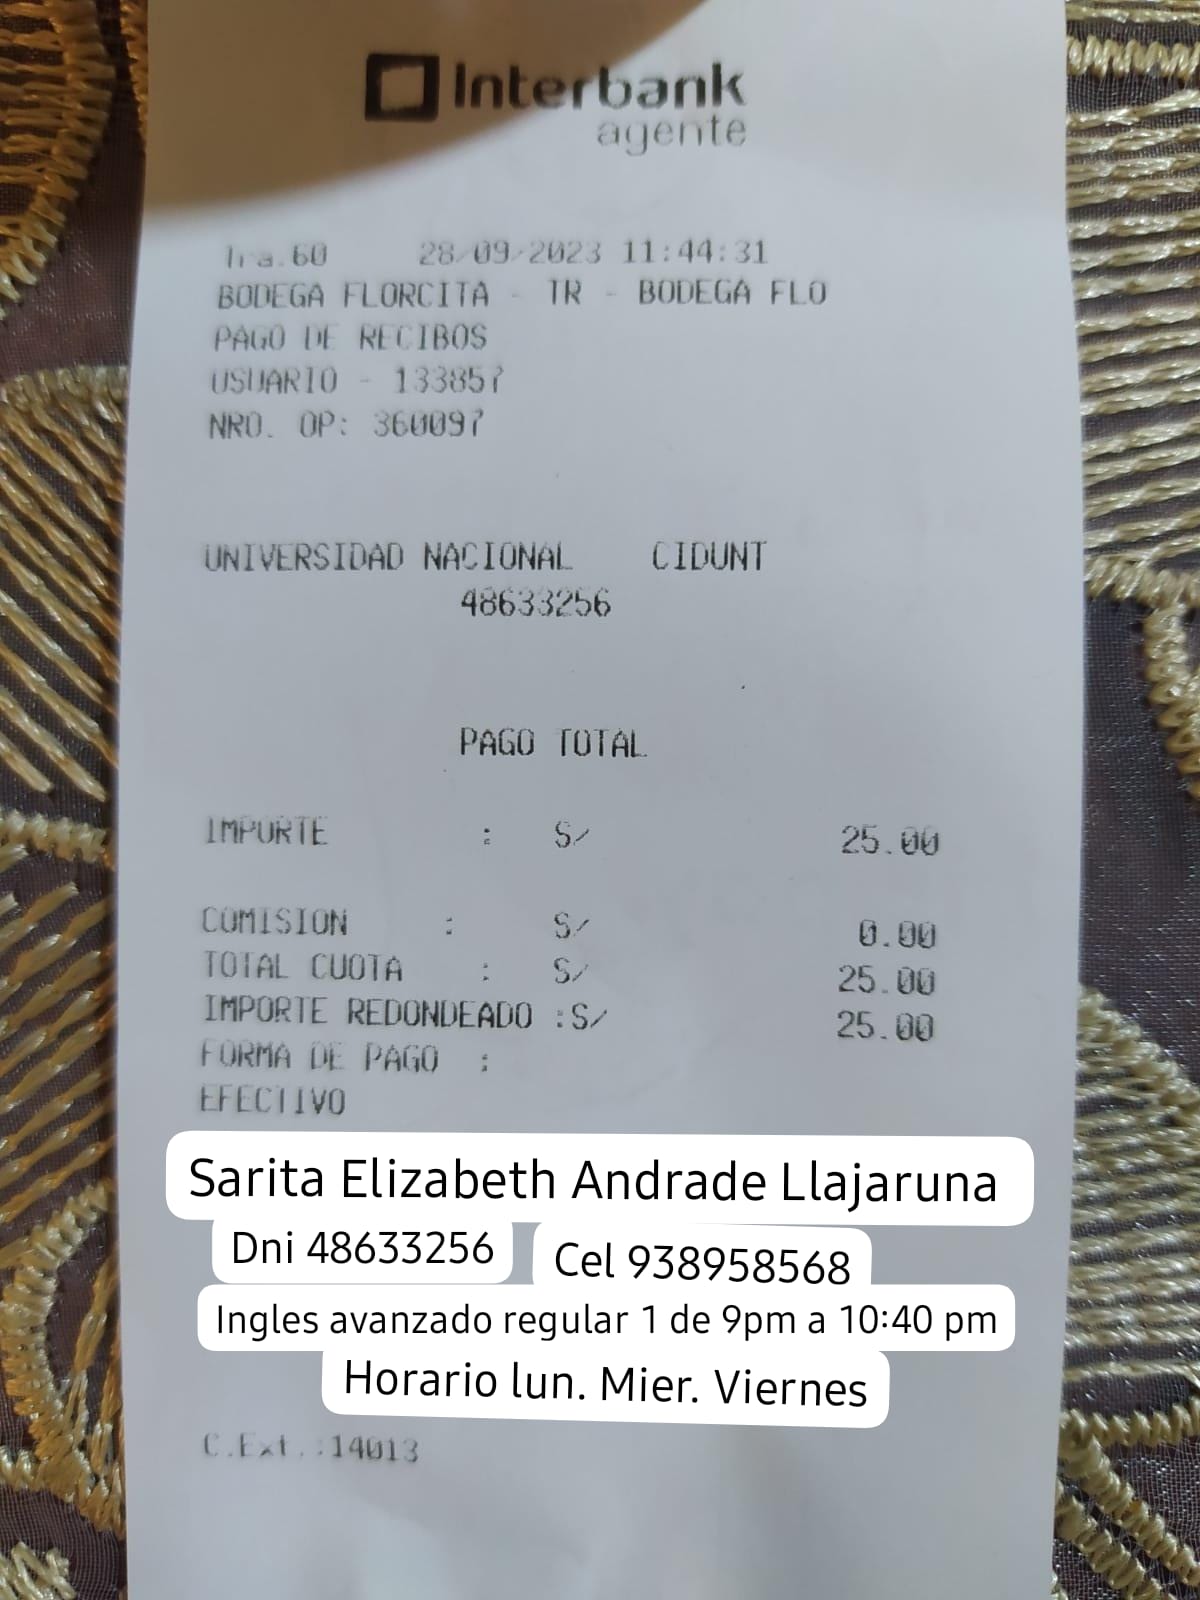 Interbank
agente
Tra.60 28/09/2023 11:44:31
BODEGA FLORCITA - TR - BODEGA FLO
PAGO DE RECIBOS
USUARIO - 133857
NRO. OP: 360097
UNIVERSIDAD NACIONAL CIDUNT
48633256
PAGO TOTAL
IMPORTE : S/ 25.00
COMISION : S/ 0.00
TOTAL CUOTA : S/ 25.00
IMPORTE REDONDEADO :S/ 25.00
FORMA DE PAGO :
EFECTIVO
Sarita Elizabeth Andrade Llajaruna
Dni 48633256 Cel 938958568
Ingles avanzado regular 1 de 9pm a 10:40 pm
Horario lun. Mier. Viernes
C.Ext.:14013